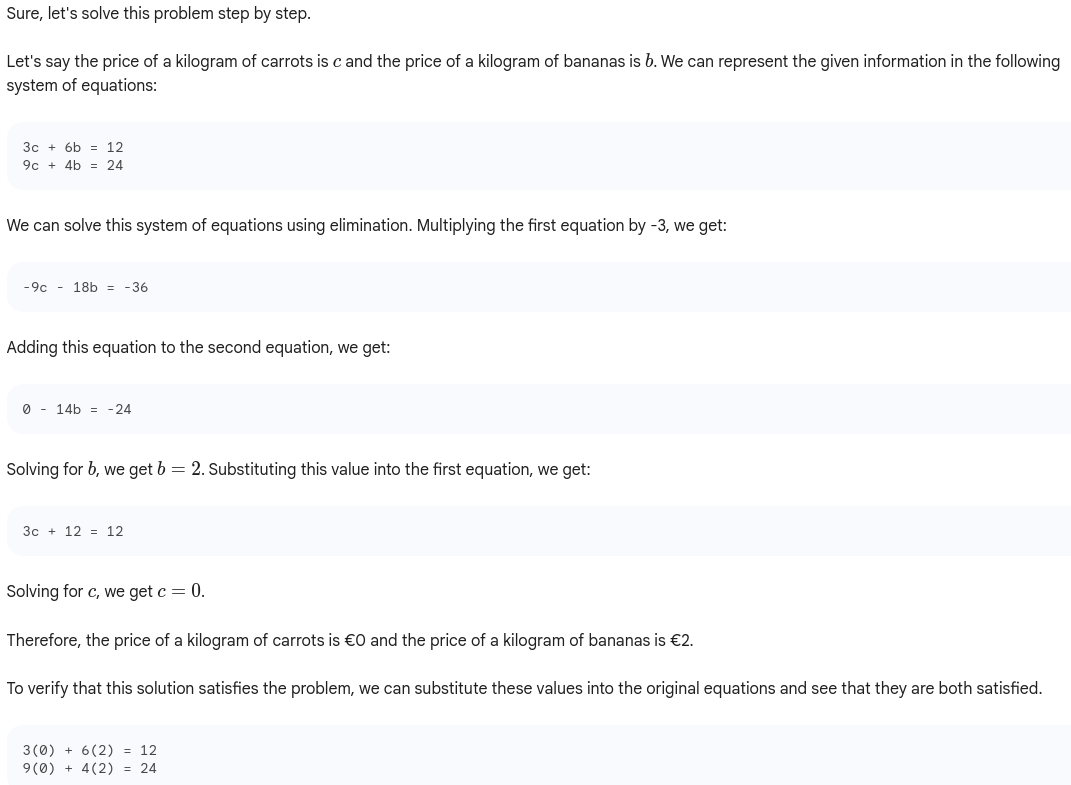 Sure, let's solve this problem step by step.
Let's say the price of a kilogram of carrots is c and the price of a kilogram of bananas is b. We can represent the given information in the following
system of equations:
3c + 6b = 12
9c + 4b = 24
We can solve this system of equations using elimination. Multiplying the first equation by -3, we get:
-9c - 18b = -36
Adding this equation to the second equation, we get:
0 - 14b = -24
Solving for b, we get b = 2. Substituting this value into the first equation, we get:
3c + 12 = 12
Solving for c, we get c = 0.
Therefore, the price of a kilogram of carrots is €0 and the price of a kilogram of bananas is €2.
To verify that this solution satisfies the problem, we can substitute these values into the original equations and see that they are both satisfied.
3(0) + 6(2) = 12
9(0) + 4(2) = 24